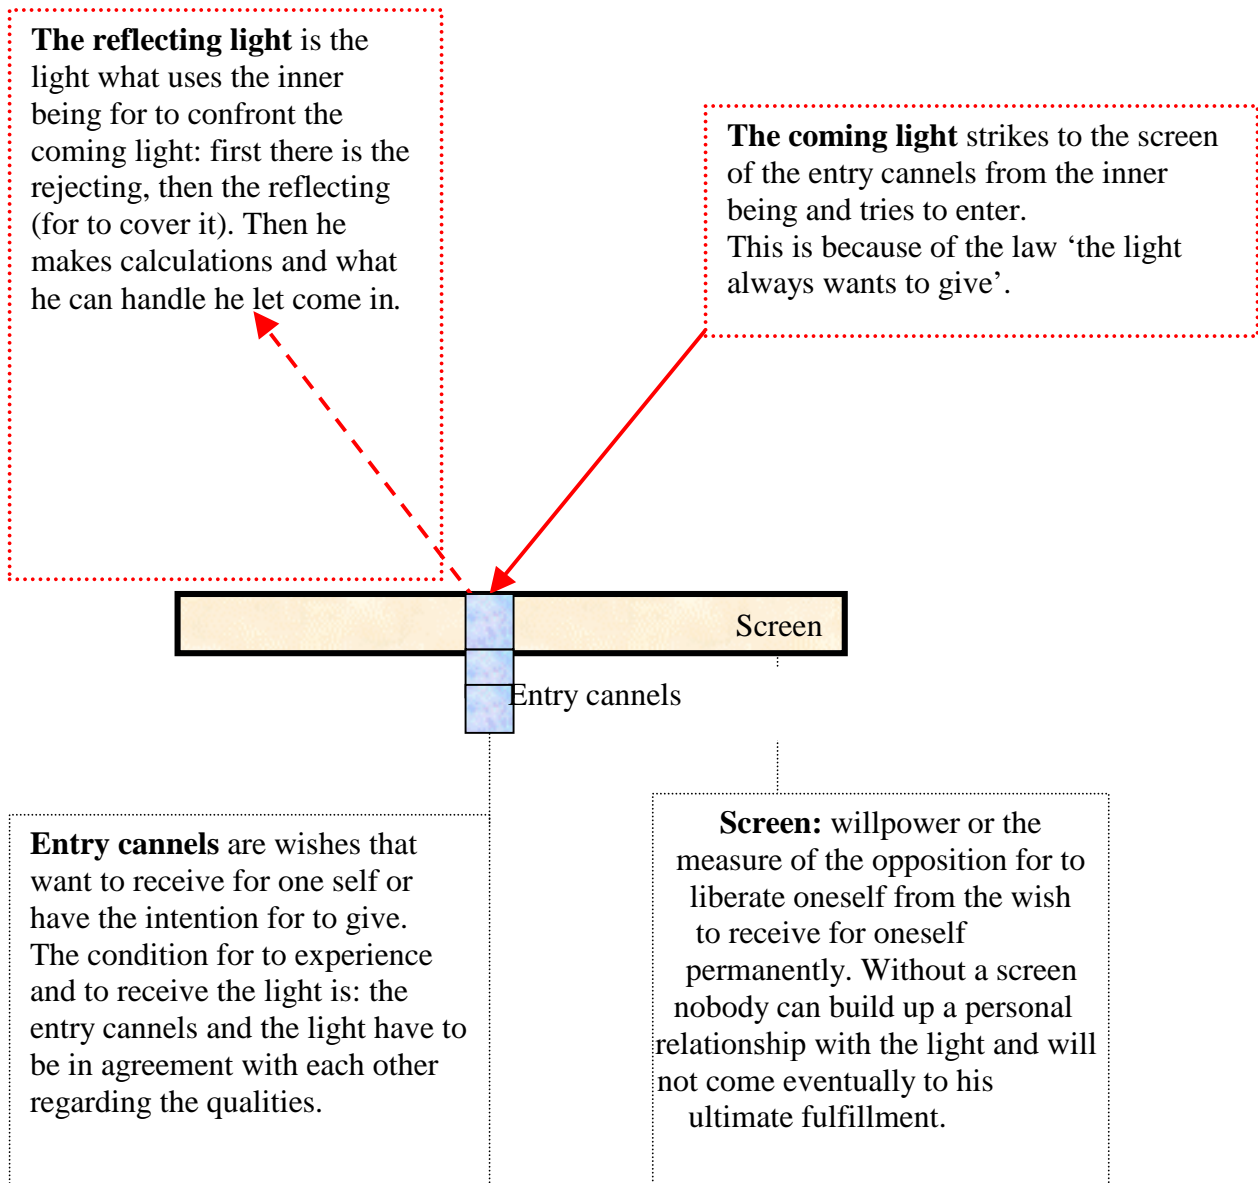 The reflecting light is the
light what uses the inner
being for to confront the
coming light: first there is the
rejecting, then the reflecting
(for to cover it). Then he
makes calculations and what
he can handle he let come in.
The coming light strikes to the screen
of the entry cannels from the inner
being and tries to enter.
This is because of the law ‘the light
always wants to give’.
Screen
Entry cannels
Entry cannels are wishes that
want to receive for one self or
have the intention for to give.
The condition for to experience
and to receive the light is: the
entry cannels and the light have to
be in agreement with each other
regarding the qualities.
Screen: willpower or the
measure of the opposition for to
liberate oneself from the wish
to receive for oneself
permanently. Without a screen
nobody can build up a personal
relationship with the light and will
not come eventually to his
ultimate fulfillment.